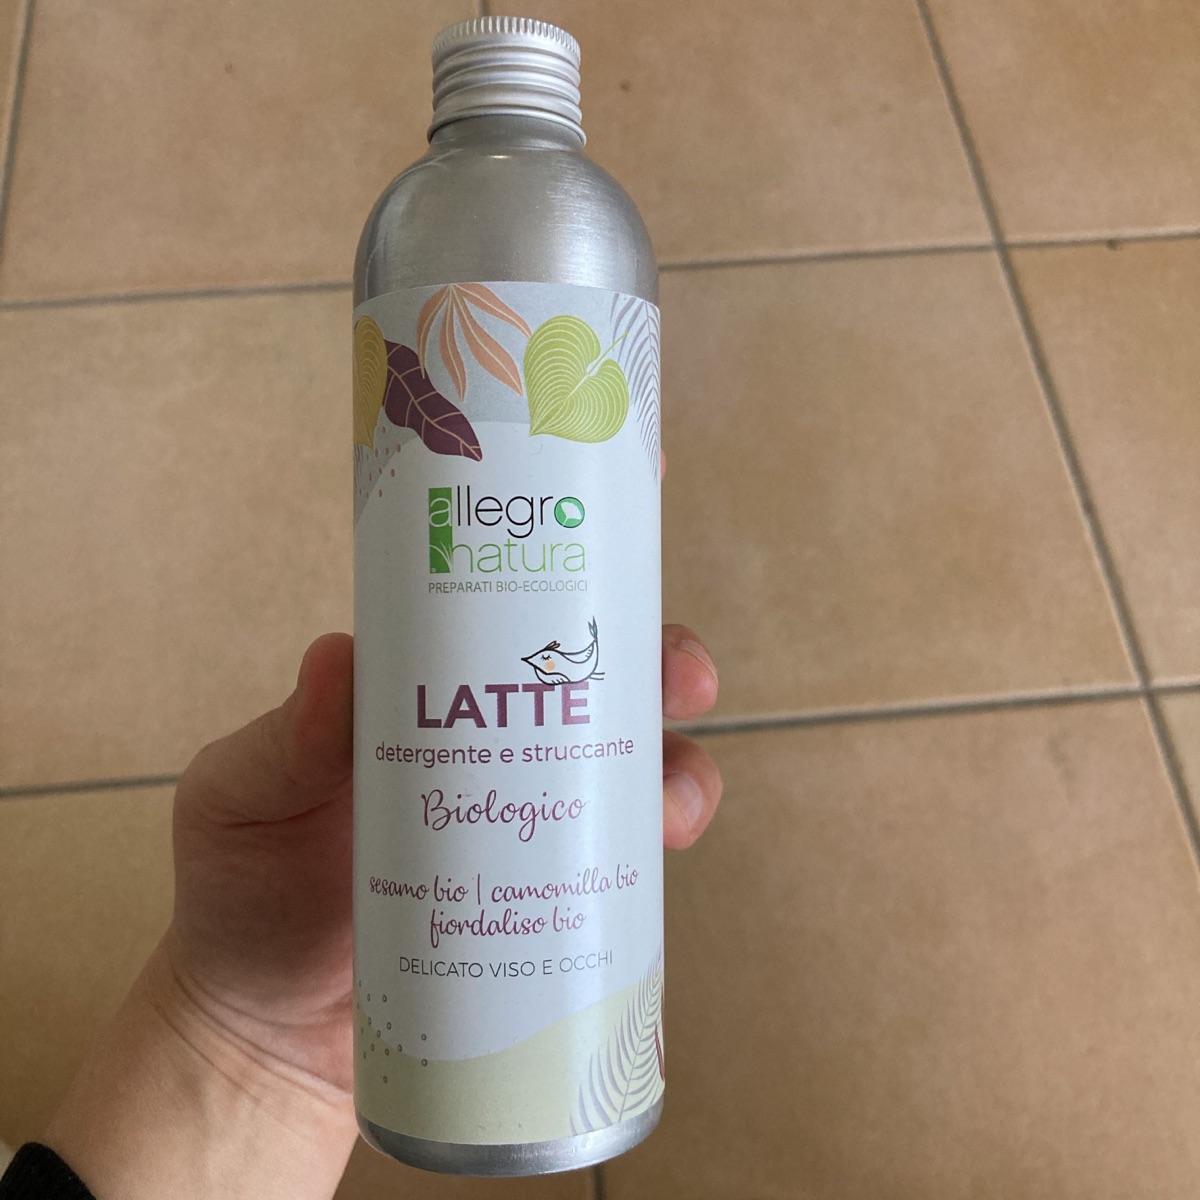 allegro
natura
PREPARATI BIO-ECOLOGICI
LATTE
detergente e struccante
Biologico
sesamo bio | camomilla bio
fiordaliso bio
DELICATO VISO E OCCHI